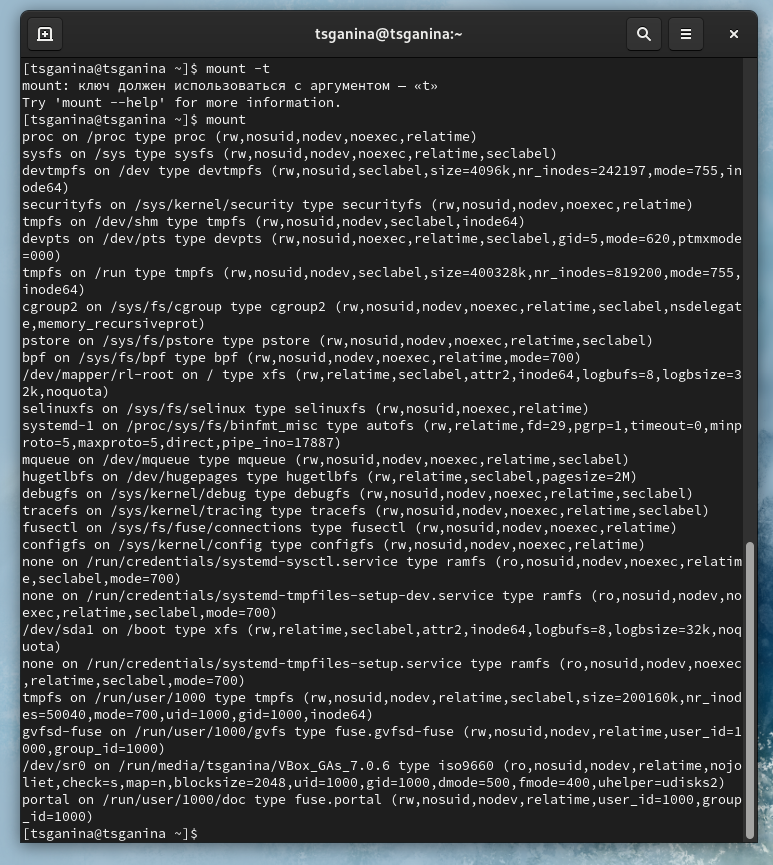 tsganina@tsganina:~
[tsganina@tsganina ~]$ mount -t
mount: ключ должен использоваться с аргументом — «t»
Try 'mount --help' for more information.
[tsganina@tsganina ~]$ mount
proc on /proc type proc (rw,nosuid,nodev,noexec,relatime)
sysfs on /sys type sysfs (rw,nosuid,nodev,noexec,relatime,seclabel)
devtmpfs on /dev type devtmpfs (rw,nosuid,seclabel,size=4096k,nr_inodes=242197,mode=755,in
ode64)
securityfs on /sys/kernel/security type securityfs (rw,nosuid,nodev,noexec,relatime)
tmpfs on /dev/shm type tmpfs (rw,nosuid,nodev,seclabel,inode64)
devpts on /dev/pts type devpts (rw,nosuid,noexec,relatime,seclabel,gid=5,mode=620,ptmxmode
=000)
tmpfs on /run type tmpfs (rw,nosuid,nodev,seclabel,size=400328k,nr_inodes=819200,mode=755,
inode64)
cgroup2 on /sys/fs/cgroup type cgroup2 (rw,nosuid,nodev,noexec,relatime,seclabel,nsdelegat
e,memory_recursiveprot)
pstore on /sys/fs/pstore type pstore (rw,nosuid,nodev,noexec,relatime,seclabel)
bpf on /sys/fs/bpf type bpf (rw,nosuid,nodev,noexec,relatime,mode=700)
/dev/mapper/rl-root on / type xfs (rw,relatime,seclabel,attr2,inode64,logbufs=8,logbsize=3
2k,noquota)
selinuxfs on /sys/fs/selinux type selinuxfs (rw,nosuid,noexec,relatime)
systemd-1 on /proc/sys/fs/binfmt_misc type autofs (rw,relatime,fd=29,pgrp=1,timeout=0,minp
roto=5,maxproto=5,direct,pipe_ino=17887)
mqueue on /dev/mqueue type mqueue (rw,nosuid,nodev,noexec,relatime,seclabel)
hugetlbfs on /dev/hugepages type hugetlbfs (rw,relatime,seclabel,pagesize=2M)
debugfs on /sys/kernel/debug type debugfs (rw,nosuid,nodev,noexec,relatime,seclabel)
tracefs on /sys/kernel/tracing type tracefs (rw,nosuid,nodev,noexec,relatime,seclabel)
fusectl on /sys/fs/fuse/connections type fusectl (rw,nosuid,nodev,noexec,relatime)
configfs on /sys/kernel/config type configfs (rw,nosuid,nodev,noexec,relatime)
none on /run/credentials/systemd-sysctl.service type ramfs (ro,nosuid,nodev,noexec,relatim
e,seclabel,mode=700)
none on /run/credentials/systemd-tmpfiles-setup-dev.service type ramfs (ro,nosuid,nodev,no
exec,relatime,seclabel,mode=700)
/dev/sda1 on /boot type xfs (rw,relatime,seclabel,attr2,inode64,logbufs=8,logbsize=32k,noq
uota)
none on /run/credentials/systemd-tmpfiles-setup.service type ramfs (ro,nosuid,nodev,noexec
,relatime,seclabel,mode=700)
tmpfs on /run/user/1000 type tmpfs (rw,nosuid,nodev,relatime,seclabel,size=200160k,nr_inod
es=50040,mode=700,uid=1000,gid=1000,inode64)
gvfsd-fuse on /run/user/1000/gvfs type fuse.gvfsd-fuse (rw,nosuid,nodev,relatime,user_id=1
000,group_id=1000)
/dev/sr0 on /run/media/tsganina/VBox_GAs_7.0.6 type iso9660 (ro,nosuid,nodev,relatime,nojo
liet,check=s,map=n,blocksize=2048,uid=1000,gid=1000,dmode=500,fmode=400,uhelper=udisks2)
portal on /run/user/1000/doc type fuse.portal (rw,nosuid,nodev,relatime,user_id=1000,group
_id=1000)
[tsganina@tsganina ~]$